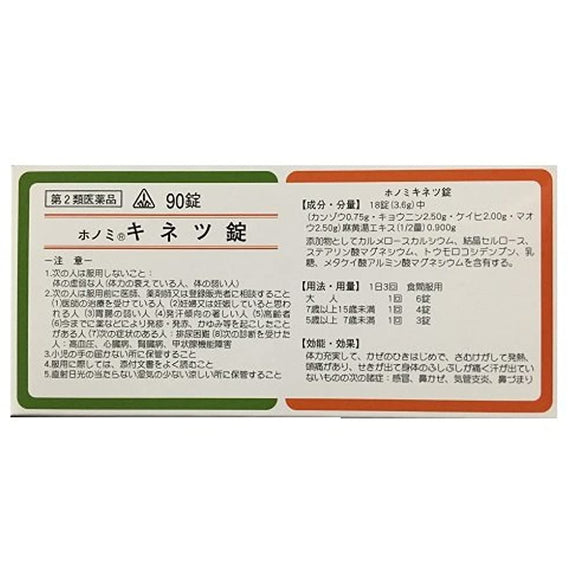 第2類医薬品 90錠
ホノミ®キネツ錠
ー注 意ー
1.次の人は服用しないこと:
体の虚弱な人(体力の衰えている人、体の弱い人)
2.次の人は服用前に医師、薬剤師又は登録販売者に相談すること
(1)医師の治療を受けている人 (2)妊婦又は妊娠していると思わ
れる人 (3)胃腸の弱い人 (4)発汗傾向の著しい人 (5)高齢者
(6)今までに薬などにより発疹・発赤、かゆみ等を起こしたこと
がある人 (7)次の症状のある人:排尿困難 (8)次の診断を受けた
人:高血圧、心臓病、腎臓病、甲状腺機能障害
3.小児の手の届かない所に保管すること
4.服用に際しては、添付文書をよく読むこと
5.直射日光の当たらない湿気の少ない涼しい所に保管すること
ホノミキネツ錠
【成分・分量】 18錠(3.6g)中
(カンゾウ0.75g・キョウニン2.50g・ケイヒ2.00g・マオ
ウ2.50g)麻黄湯エキス(1/2量)0.900g
添加物としてカルメロースカルシウム、結晶セルロース、
ステアリン酸マグネシウム、トウモロコシデンプン、乳
糖、メタケイ酸アルミン酸マグネシウムを含有する。
【用法・用量】 1日3回 食間服用
大 人 1回 6錠
7歳以上15歳未満 1回 4錠
5歳以上 7歳未満 1回 3錠
【効能・効果】
体力充実して、かぜのひきはじめで、さむけがして発熱、
頭痛があり、せきが出て身体のふしぶしが痛く汗が出てい
ないものの次の諸症:感冒、鼻かぜ、気管支炎、鼻づまり